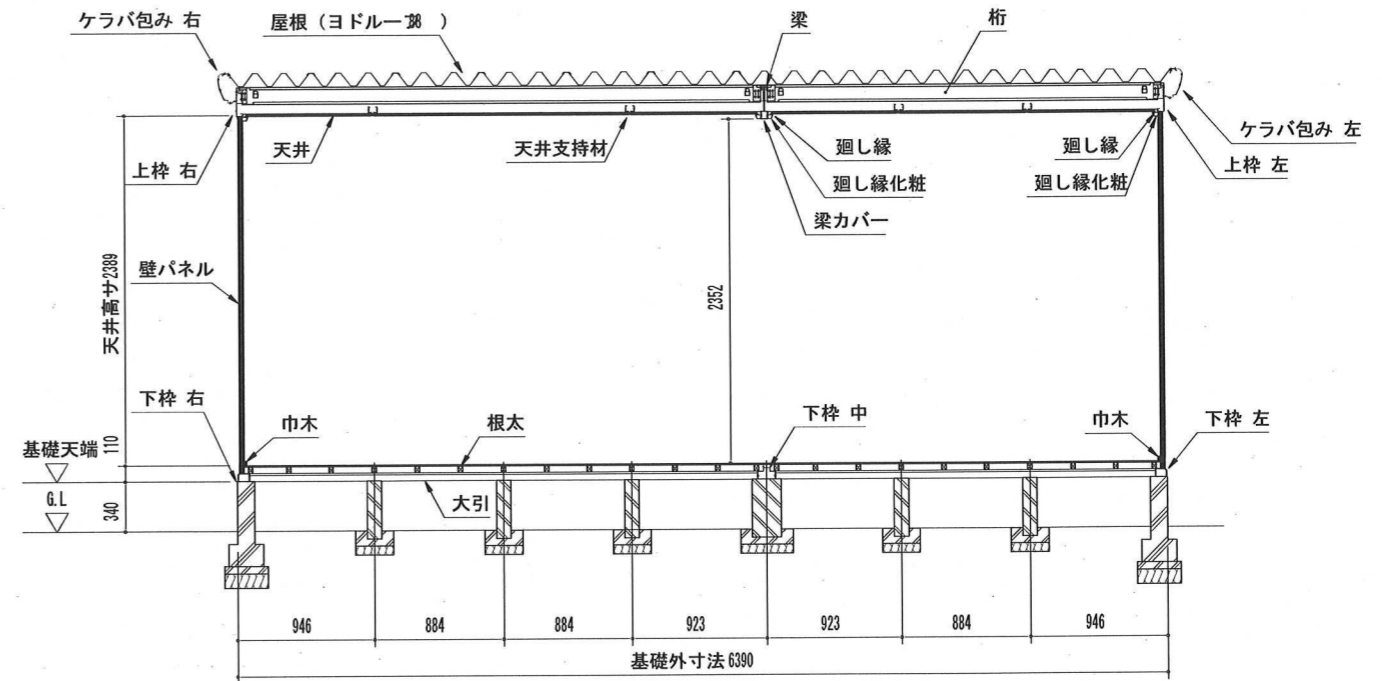 ケラバ包み 右
屋根（ヨドルーフ88 ）
梁
桁
ケラバ包み 左
上枠 右
天井
天井支持材
廻し縁
廻し縁
上枠 左
廻し縁化粧
廻し縁化粧
梁カバー
壁パネル
天井高サ2389
2352
下枠 右
巾木
根太
下枠 中
巾木
下枠 左
基礎天端
110
G.L
340
大引
946
884
884
923
923
884
946
基礎外寸法6390